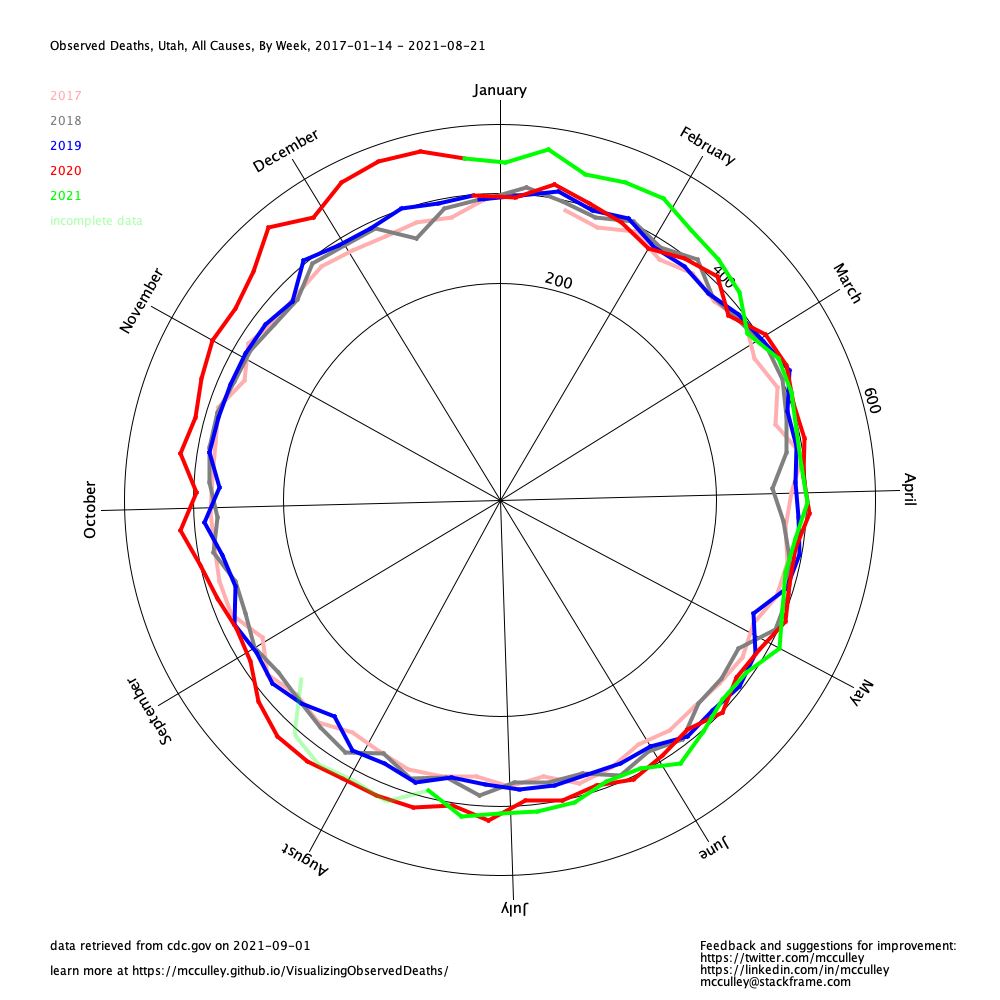 Observed Deaths, Utah, All Causes, By Week, 2017-01-14 - 2021-08-21
2017
2018
2019
2020
2021
incomplete data
January
February
March
April
May
June
July
August
September
October
November
December
200
400
600
data retrieved from cdc.gov on 2021-09-01
learn more at https://mcculley.github.io/VisualizingObservedDeaths/
Feedback and suggestions for improvement:
https://twitter.com/mcculley
https://linkedin.com/in/mcculley
mcculley@stackframe.com